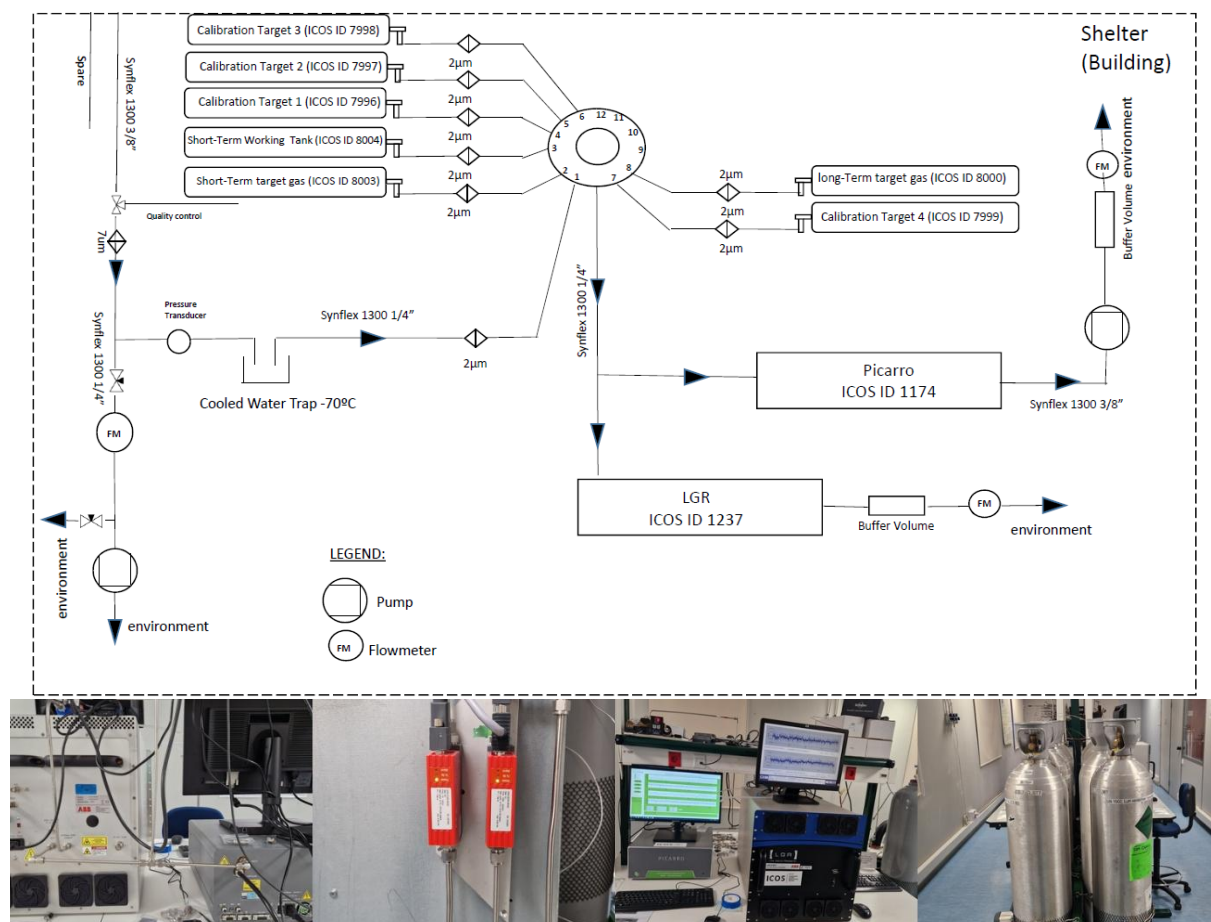 Shelter
(Building)
Spare
Synflex 1300 3/8”
Calibration Target 3 (ICOS ID 7998)
2μm
Calibration Target 2 (ICOS ID 7997)
2μm
Calibration Target 1 (ICOS ID 7996)
2μm
Short-Term Working Tank (ICOS ID 8004)
2μm
Short-Term target gas (ICOS ID 8003)
2μm
1
2
3
4
5
6
12
11
10
9
8
7
2μm
long-Term target gas (ICOS ID 8000)
2μm
Calibration Target 4 (ICOS ID 7999)
environment
FM
Buffer Volume
Quality control
7um
Synflex 1300 1/4”
Pressure
Transducer
Synflex 1300 1/4”
2μm
Cooled Water Trap -70ºC
Synflex 1300 1/4”
Picarro
ICOS ID 1174
Synflex 1300 3/8”
FM
LGR
ICOS ID 1237
Buffer Volume
FM
environment
environment
environment
LEGEND:
Pump
FM
Flowmeter
ABB
PICARRO
[LGR]
ICOS